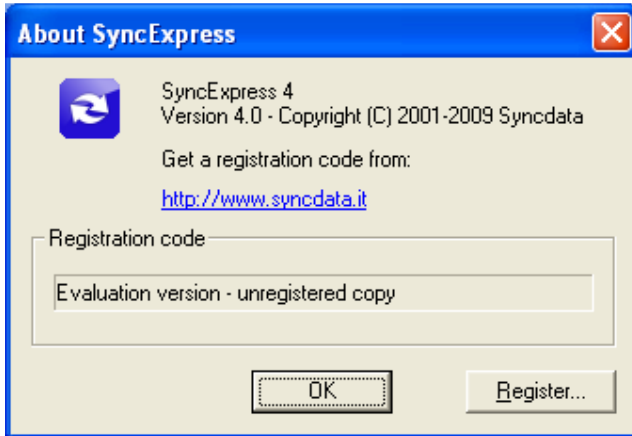 About SyncExpress
SyncExpress 4
Version 4.0 - Copyright (C) 2001-2009 Syncdata
Get a registration code from:
http://www.syncdata.it
Registration code
Evaluation version - unregistered copy
OK
Register...